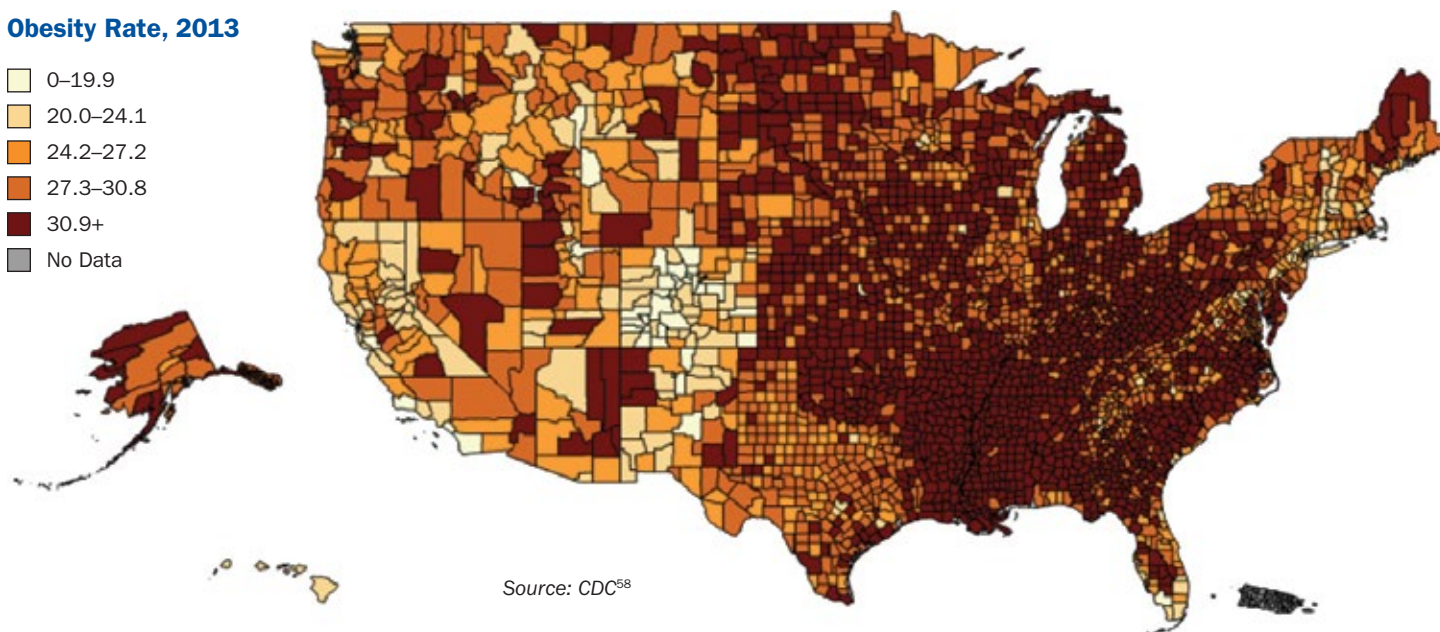 Obesity Rate, 2013
0–19.9
20.0–24.1
24.2–27.2
27.3–30.8
30.9+
No Data
Source: CDC58